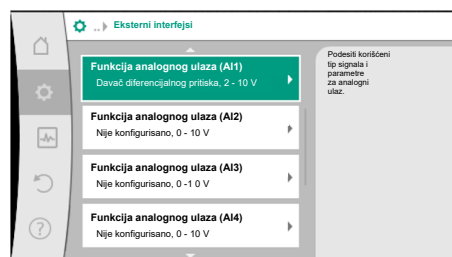 ..▸ Eksterni interfejsi
Funkcija analognog ulaza (AI1)
Davač diferencijalnog pritiska, 2 - 10 V
Funkcija analognog ulaza (AI2)
Nije konfigurisano, 0 - 10 V
Funkcija analognog ulaza (AI3)
Nije konfigurisano, 0 -1 0 V
Funkcija analognog ulaza (AI4)
Nije konfigurisano, 0 - 10 V
Podesiti korišćeni
tip signala i
parametre
za analogni
ulaz.